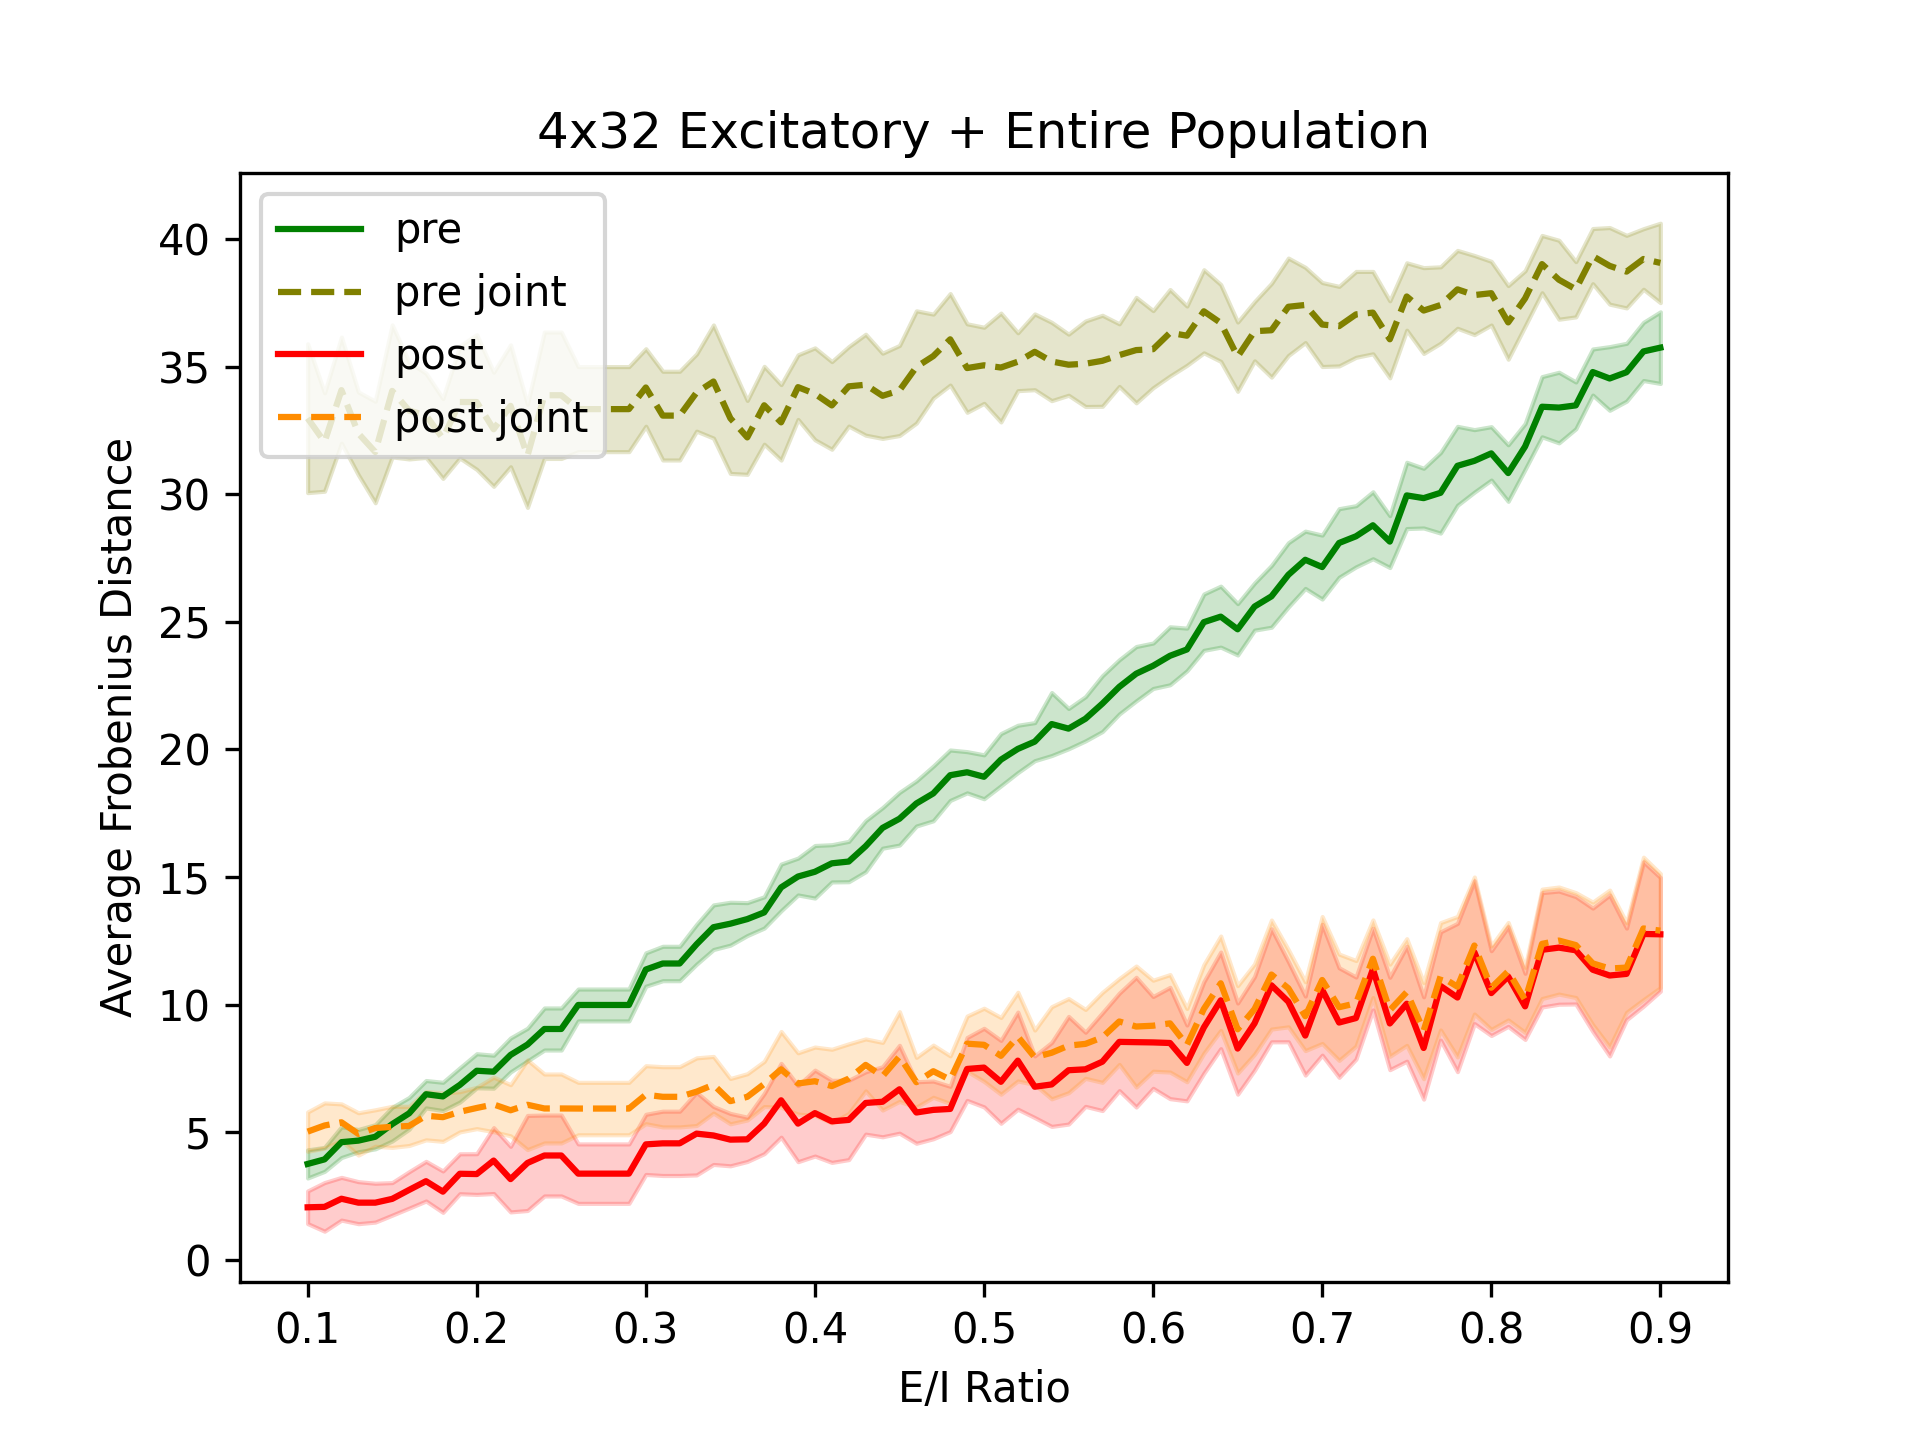 4x32 Excitatory + Entire Population
pre
pre joint
post
post joint
Average Frobenius Distance
40
35
30
25
20
15
10
5
0
0.1 0.2 0.3 0.4 0.5 0.6 0.7 0.8 0.9
E/I Ratio